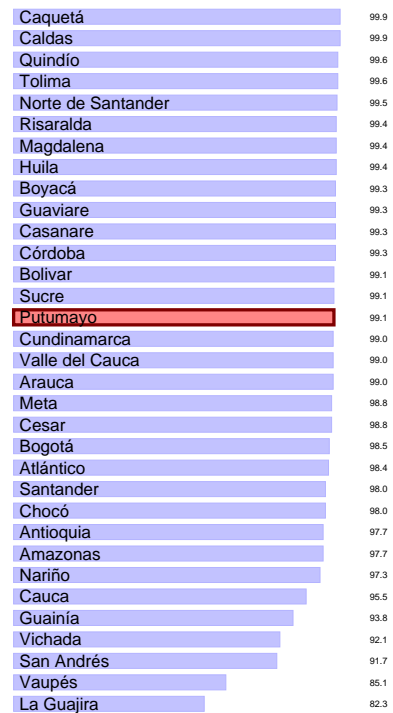 Caquetá 99.9
Caldas 99.9
Quindío 99.6
Tolima 99.6
Norte de Santander 99.5
Risaralda 99.4
Magdalena 99.4
Huila 99.4
Boyacá 99.3
Guaviare 99.3
Casanare 99.3
Córdoba 99.3
Bolivar 99.1
Sucre 99.1
Putumayo 99.1
Cundinamarca 99.0
Valle del Cauca 99.0
Arauca 99.0
Meta 98.8
Cesar 98.8
Bogotá 98.5
Atlántico 98.4
Santander 98.0
Chocó 98.0
Antioquia 97.7
Amazonas 97.7
Nariño 97.3
Cauca 95.5
Guainía 93.8
Vichada 92.1
San Andrés 91.7
Vaupés 85.1
La Guajira 82.3